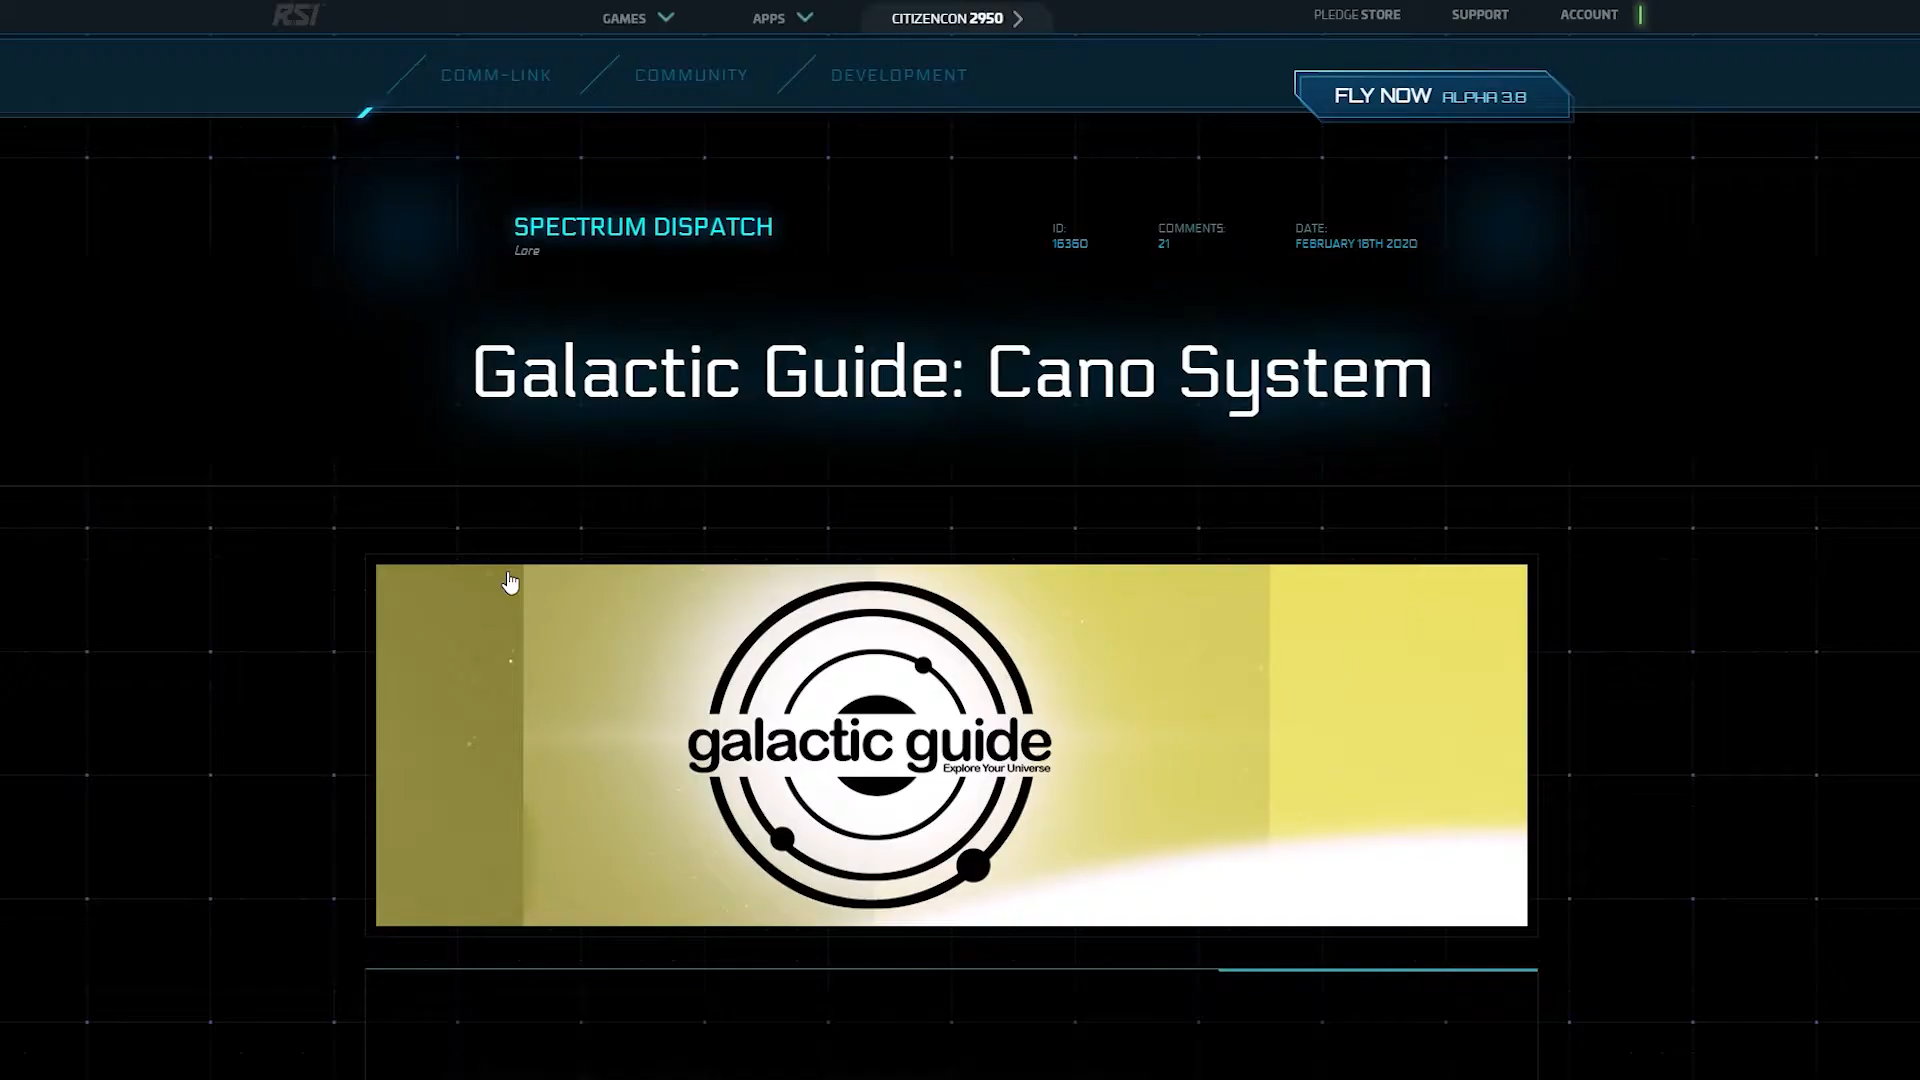 RSI
GAMES
APPS
CITIZENCON 2950
PLEDGE STORE
SUPPORT
ACCOUNT
COMM-LINK
COMMUNITY
DEVELOPMENT
FLY NOW ALPHA 3.8
SPECTRUM DISPATCH
Lore
ID:
16360
COMMENTS:
21
DATE:
FEBRUARY 18TH 2020
Galactic Guide: Cano System
galactic guide
Explore Your Universe